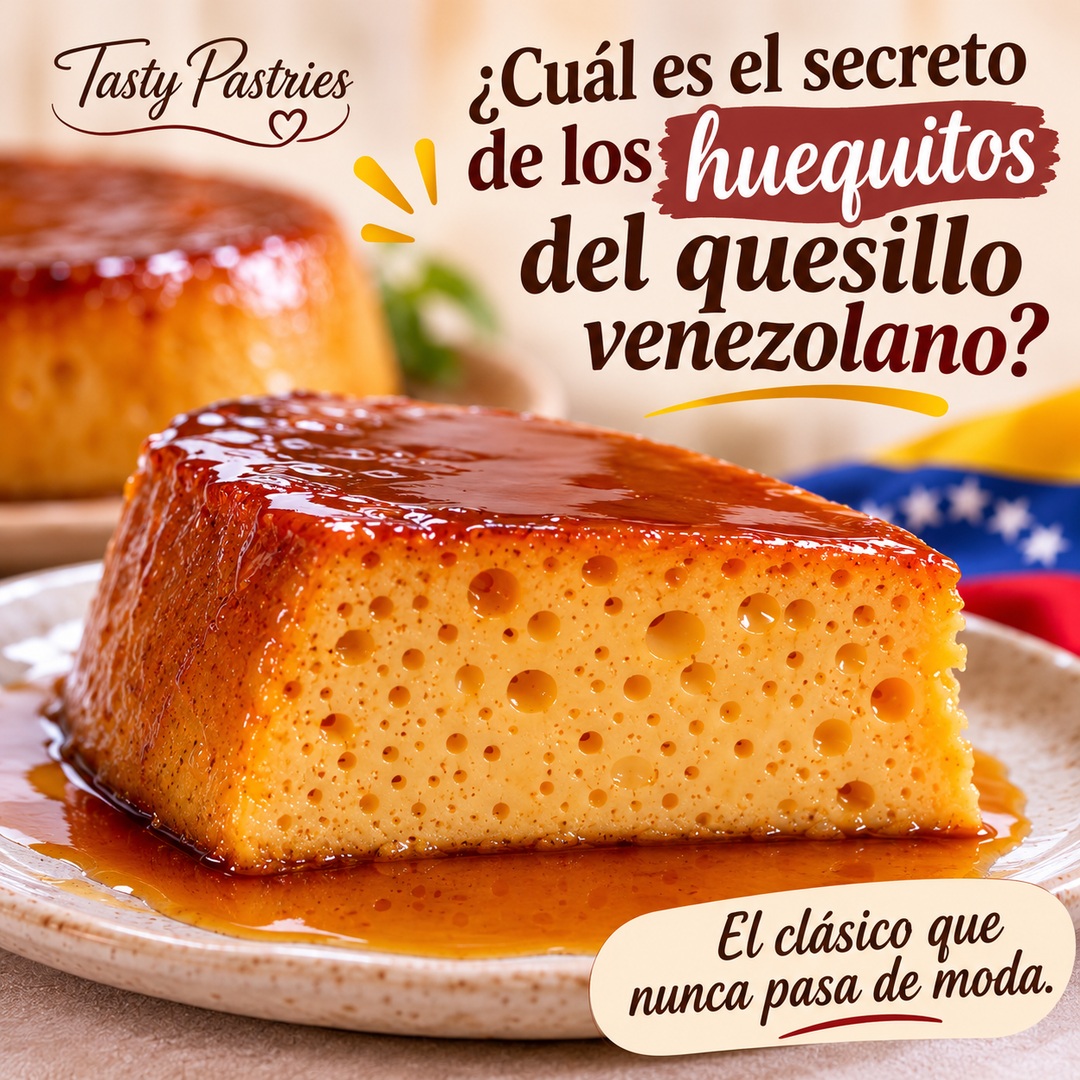 Tasty Pastries
¿Cuál es el secreto
de los huequitos
del quesillo
venezolano?
El clásico que
nunca pasa de moda.